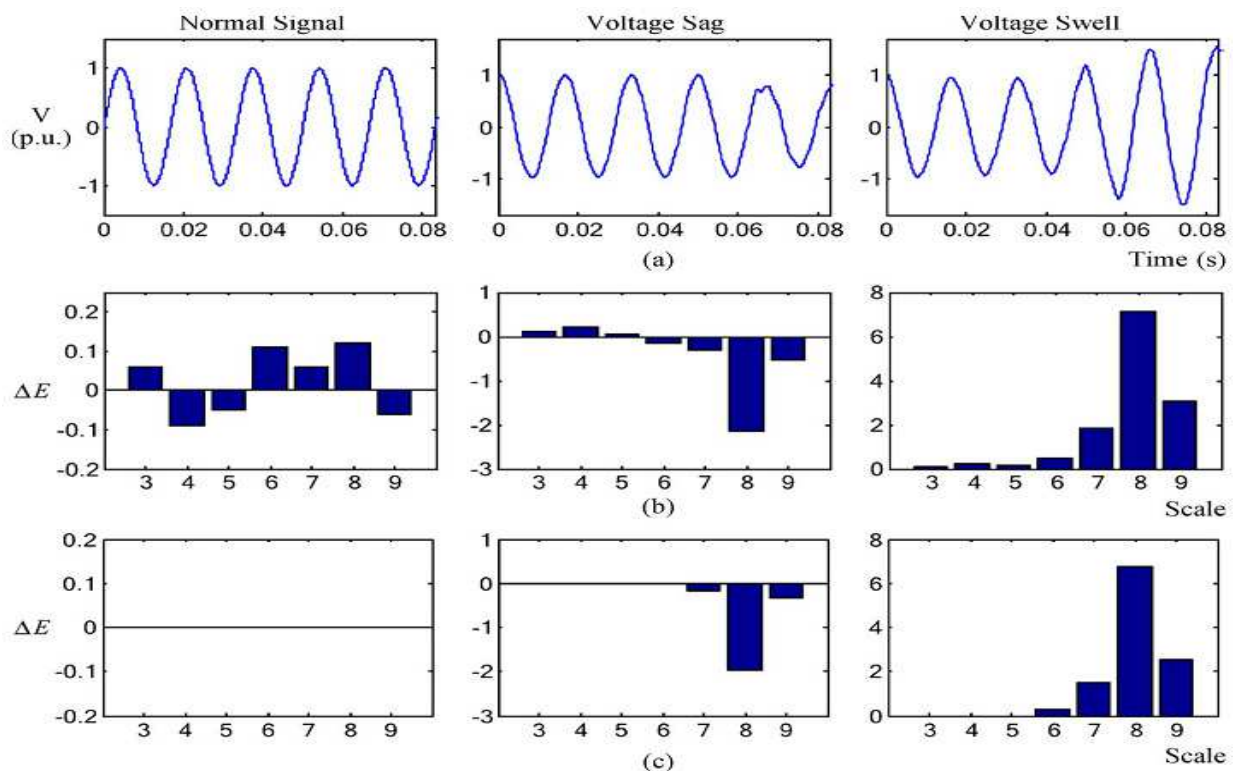 Normal Signal
Voltage Sag
Voltage Swell
V
(p.u.)
1
0
-1
0 0.02 0.04 0.06 0.08
1
0
-1
0 0.02 0.04 0.06 0.08
1
0
-1
0 0.02 0.04 0.06 0.08
(a)
Time (s)
ΔE
0.2
0.1
0
-0.1
-0.2
3 4 5 6 7 8 9
1
0
-1
-2
-3
3 4 5 6 7 8 9
8
6
4
2
0
3 4 5 6 7 8 9
(b)
Scale
ΔE
0.2
0.1
0
-0.1
-0.2
3 4 5 6 7 8 9
1
0
-1
-2
-3
3 4 5 6 7 8 9
8
6
4
2
0
3 4 5 6 7 8 9
(c)
Scale